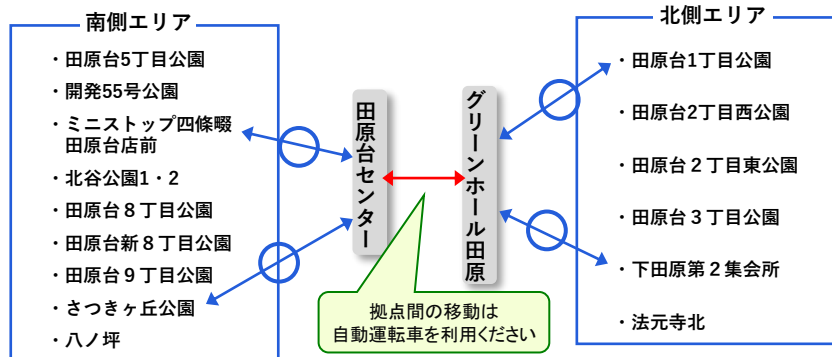 南側エリア
・田原台5丁目公園
・開発55号公園
・ミニストップ四條畷
田原台店前
・北谷公園1・2
・田原台８丁目公園
・田原台新８丁目公園
・田原台９丁目公園
・さつきヶ丘公園
・八ノ坪
田原台センター
グリーンホール田原
拠点間の移動は
自動運転車を利用ください
北側エリア
・田原台1丁目公園
・田原台2丁目西公園
・田原台２丁目東公園
・田原台３丁目公園
・下田原第２集会所
・法元寺北